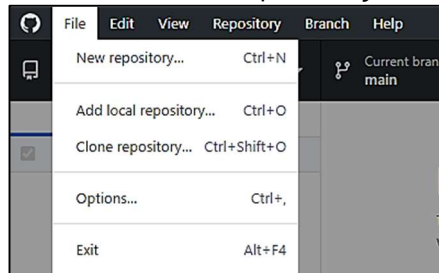 File Edit View Repository Branch Help
Current bran
main
New repository... Ctrl+N
Add local repository... Ctrl+O
Clone repository... Ctrl+Shift+O
Options... Ctrl+,
Exit Alt+F4